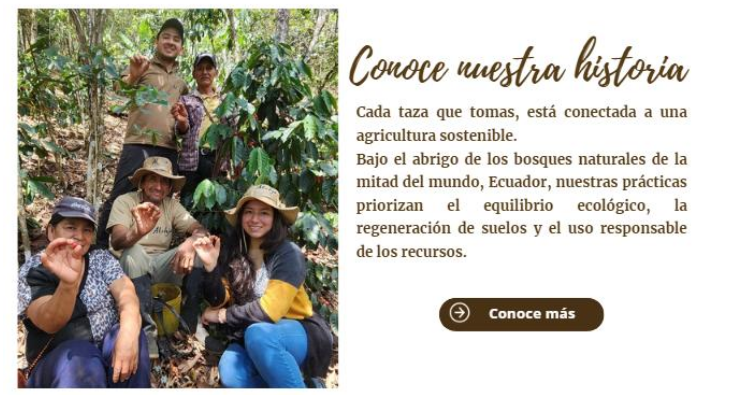 Conoce nuestra historia
Cada taza que tomas, está conectada a una
agricultura sostenible.
Bajo el abrigo de los bosques naturales de la
mitad del mundo, Ecuador, nuestras prácticas
priorizan el equilibrio ecológico, la
regeneración de suelos y el uso responsable
de los recursos.
Conoce más